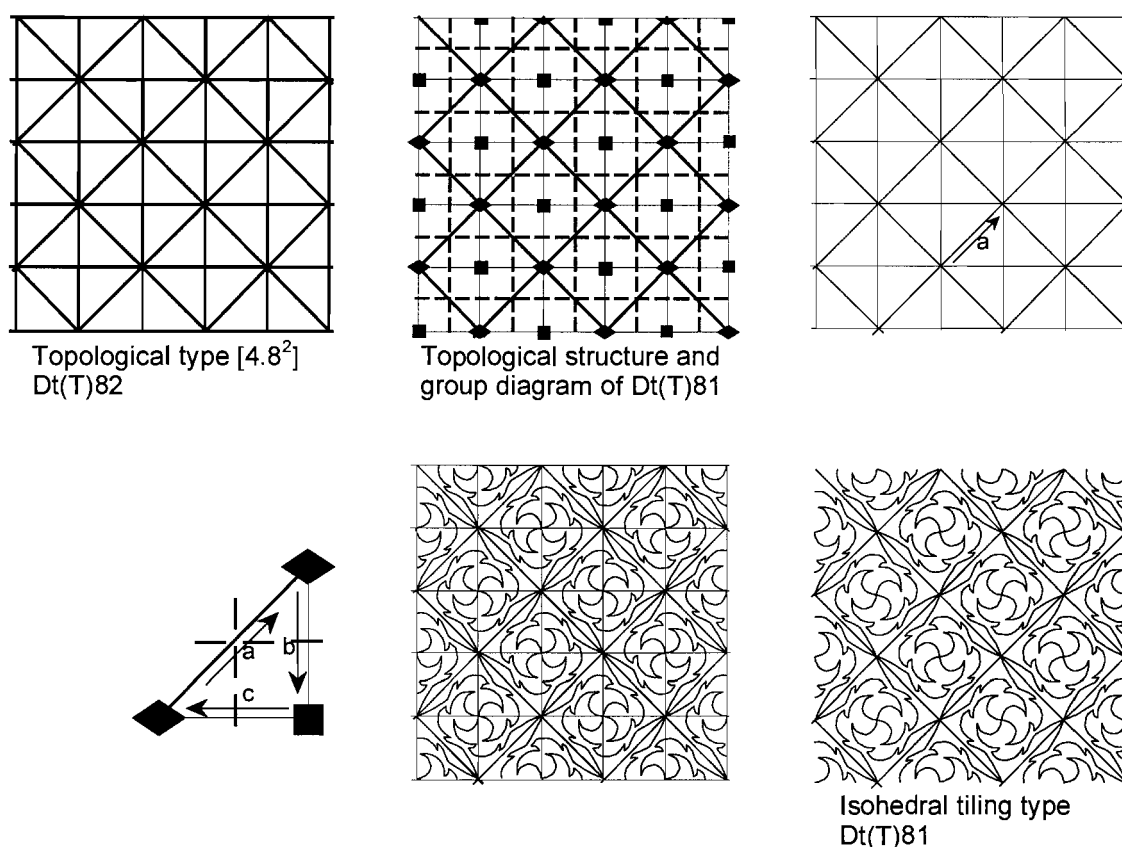 Topological type [4.8²]
Dt(T)82
Topological structure and
group diagram of Dt(T)81
a
a
b
c
Isohedral tiling type
Dt(T)81